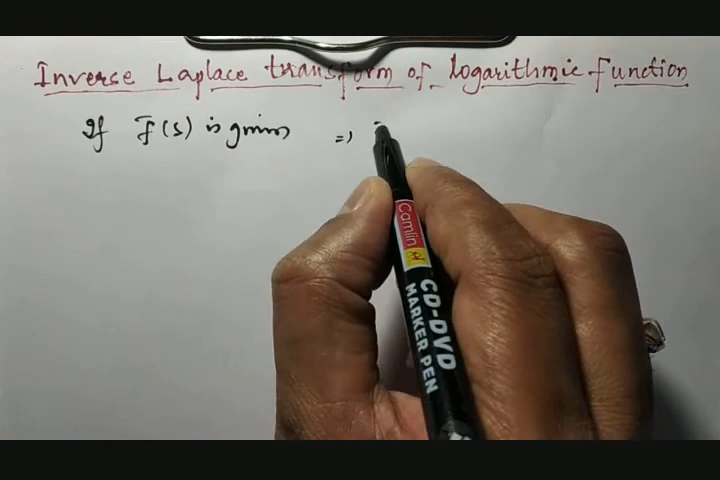 Inverse Laplace transform of logarithmic function
If F(s) is given =>
Camlin
CD-DVD
MARKER PEN